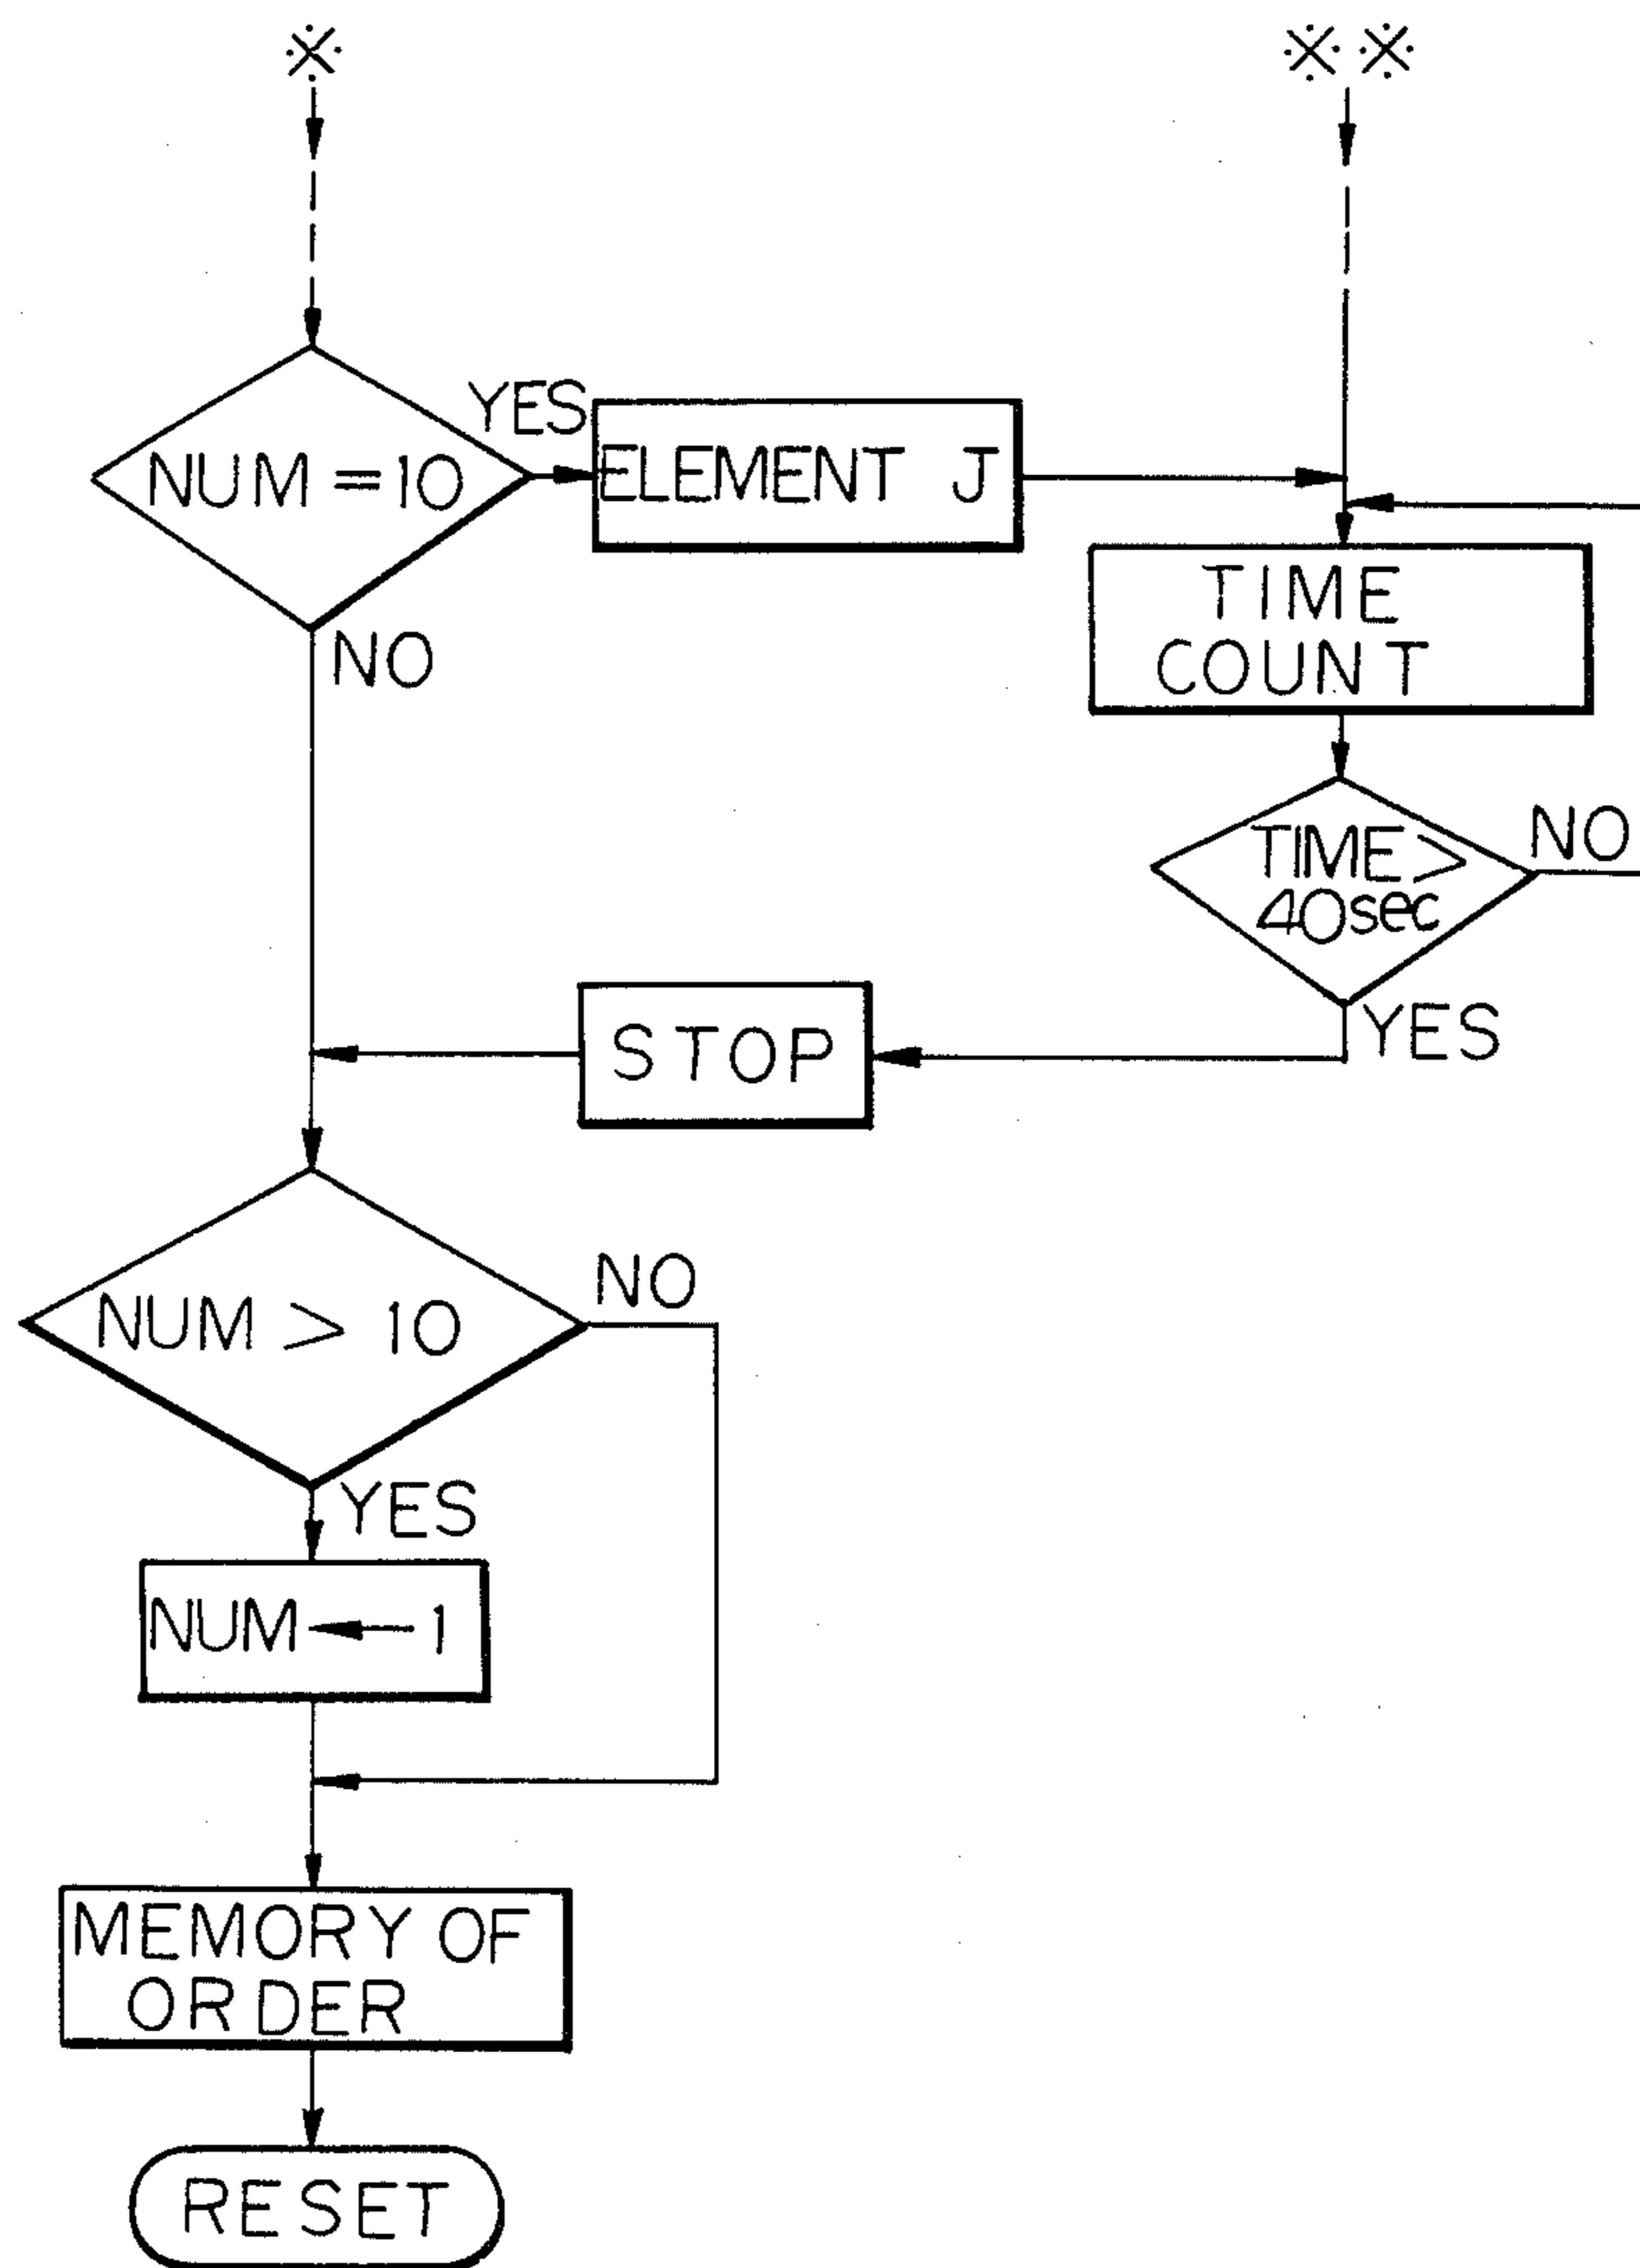 ※
※ ※
NUM = 10
YES
ELEMENT J
NO
TIME
COUNT
TIME >
40sec
NO
YES
STOP
NUM > 10
NO
YES
NUM ← 1
MEMORY OF
ORDER
RESET